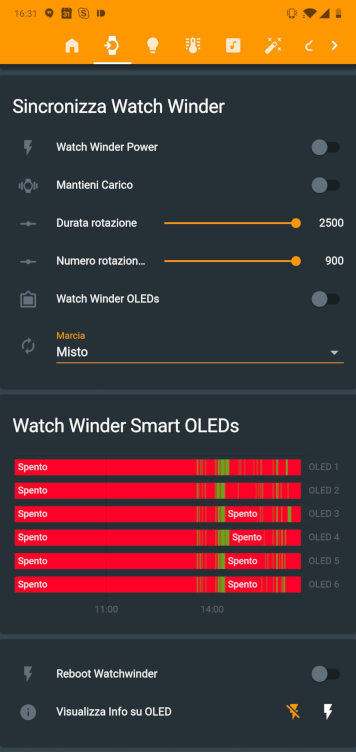 16:31
31
Sincronizza Watch Winder
Watch Winder Power
Mantieni Carico
Durata rotazione 2500
Numero rotazion... 900
Watch Winder OLEDs
Marcia
Misto
Watch Winder Smart OLEDs
Spento OLED 1
Spento OLED 2
Spento Spento OLED 3
Spento Spento OLED 4
Spento Spento OLED 5
Spento Spento OLED 6
11:00 14:00
Reboot Watchwinder
Visualizza Info su OLED